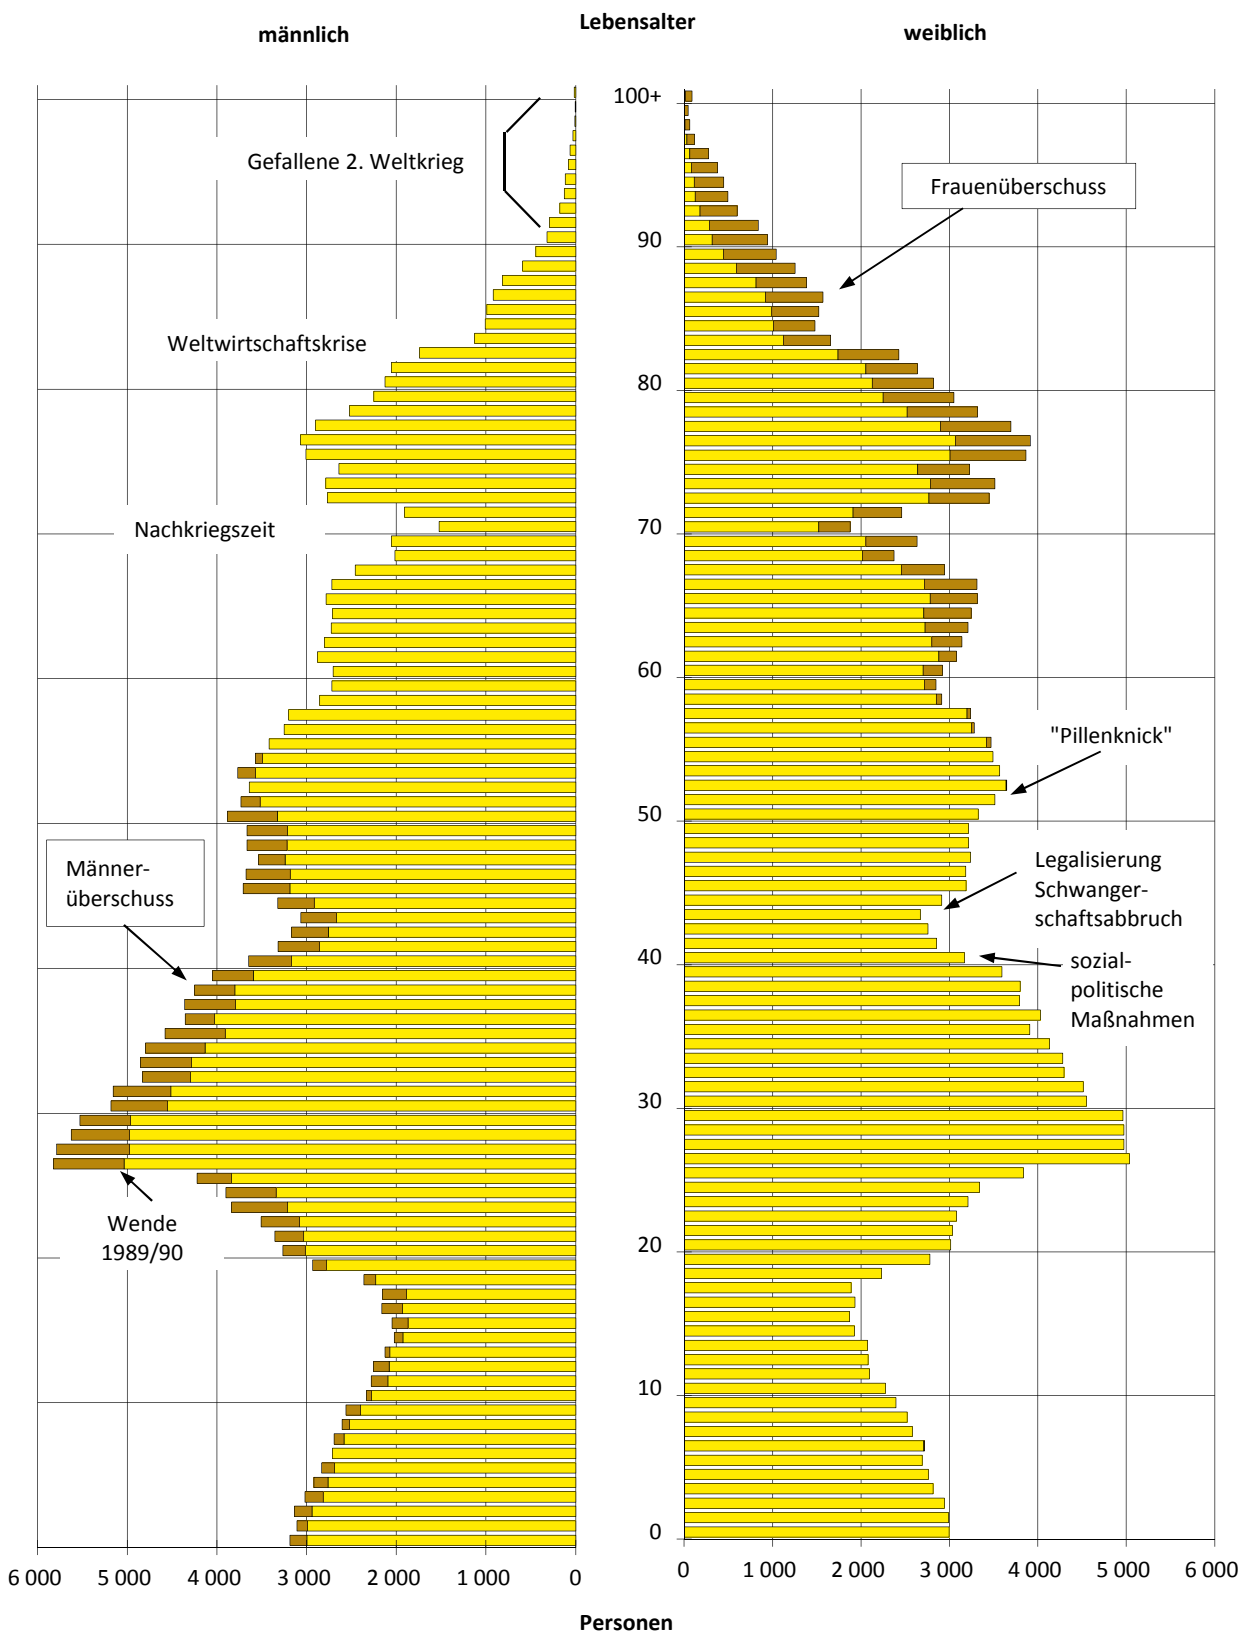 Lebensalter
männlich
weiblich
100+
Gefallene 2. Weltkrieg
Frauenüberschuss
90
Weltwirtschaftskrise
80
Nachkriegszeit
70
60
"Pillenknick"
50
Männer-
überschuss
Legalisierung
Schwanger-
schaftsabbruch
40
sozial-
politische
Maßnahmen
30
Wende
1989/90
20
10
0
6 000 5 000 4 000 3 000 2 000 1 000 0
0 1 000 2 000 3 000 4 000 5 000 6 000
Personen